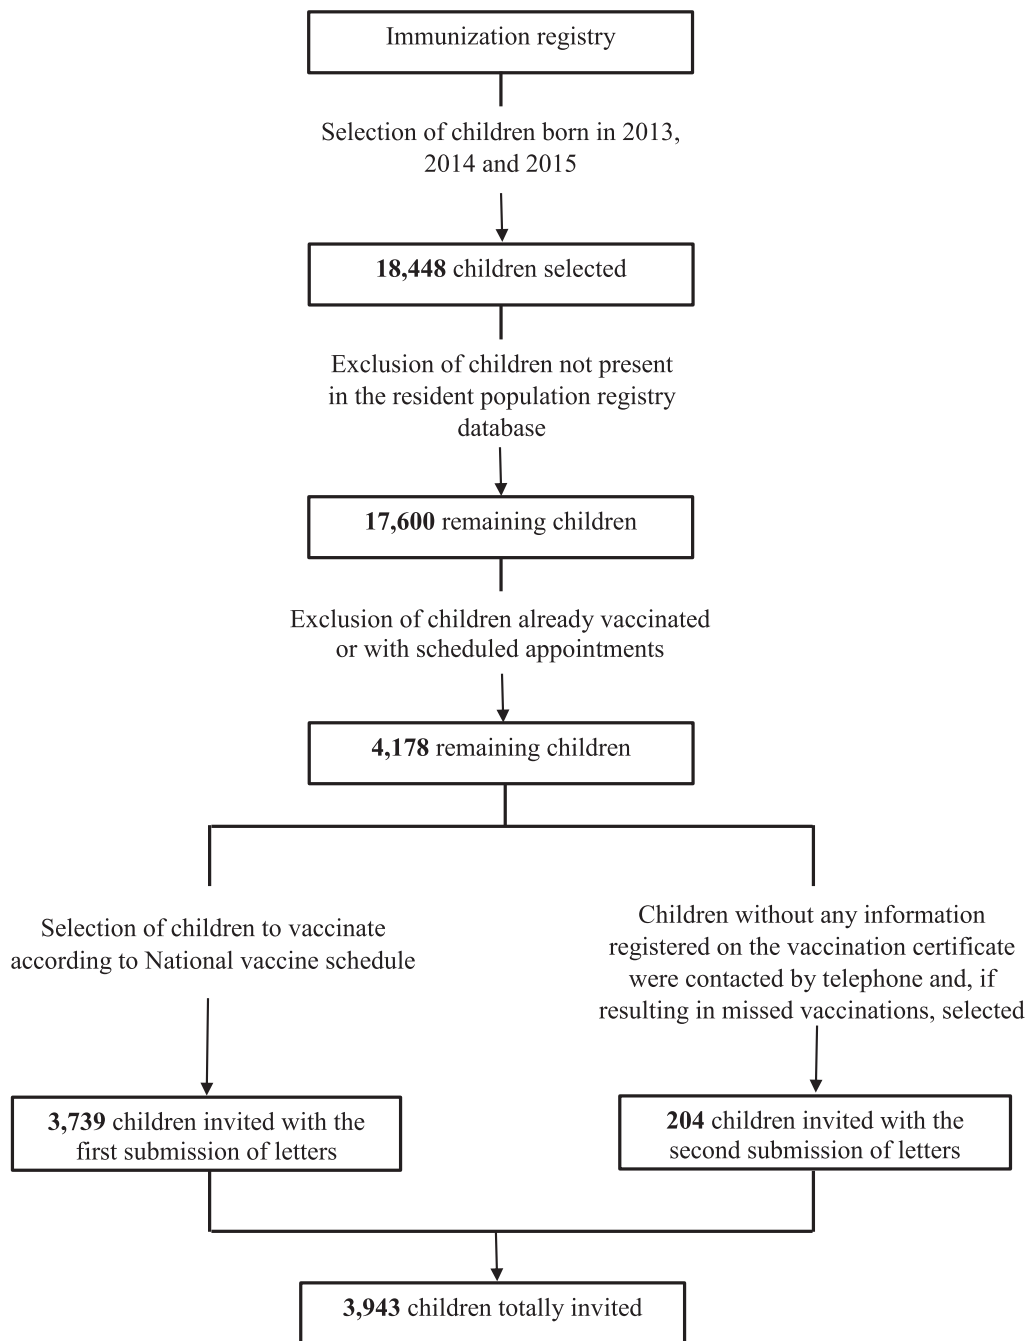 Immunization registry
Selection of children born in 2013,
2014 and 2015
18,448 children selected
Exclusion of children not present
in the resident population registry
database
17,600 remaining children
Exclusion of children already vaccinated
or with scheduled appointments
4,178 remaining children
Selection of children to vaccinate
according to National vaccine schedule
Children without any information
registered on the vaccination certificate
were contacted by telephone and, if
resulting in missed vaccinations, selected
3,739 children invited with the
first submission of letters
204 children invited with the
second submission of letters
3,943 children totally invited